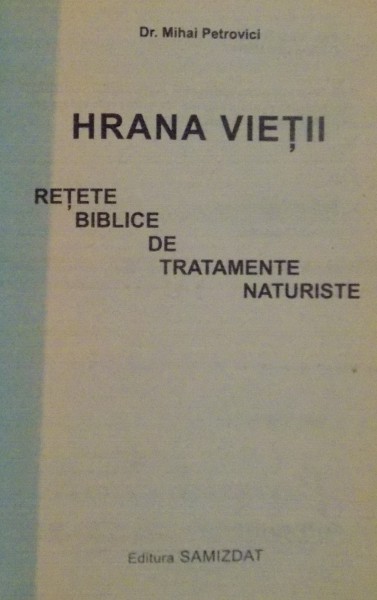 Dr. Mihai Petrovici
HRANA VIEȚII
REȚETE
BIBLICE
DE
TRATAMENTE
NATURISTE
Editura SAMIZDAT